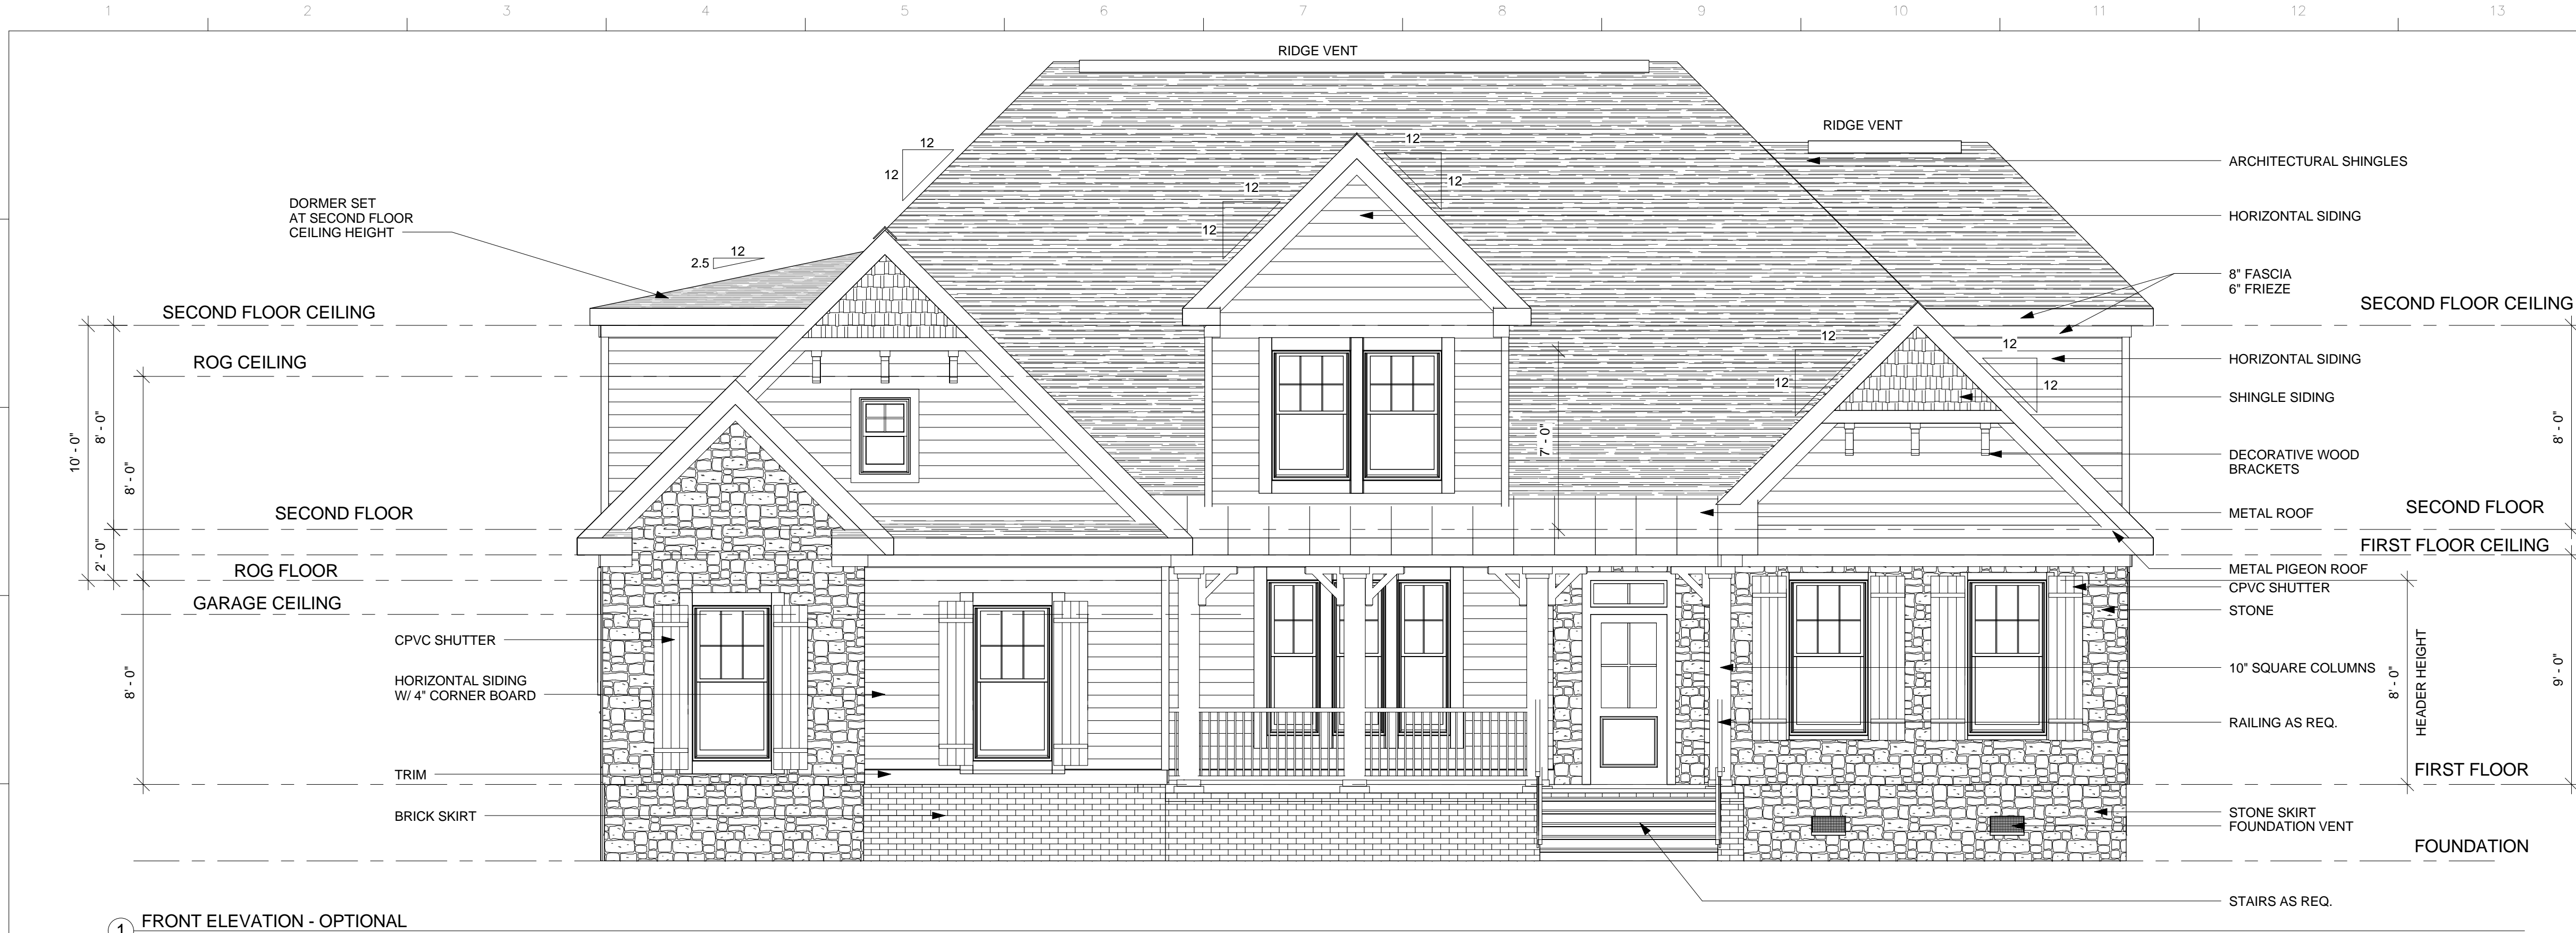 1 2 3 4 5 6 7 8 9 10 11 12 13
RIDGE VENT
RIDGE VENT
12
12
12
12
12
12
12
2.5
12
12
12
12
DORMER SET
AT SECOND FLOOR
CEILING HEIGHT
SECOND FLOOR CEILING
ROG CEILING
SECOND FLOOR
ROG FLOOR
GARAGE CEILING
10' - 0"
8' - 0"
8' - 0"
2' - 0"
8' - 0"
CPVC SHUTTER
HORIZONTAL SIDING
W/ 4" CORNER BOARD
TRIM
BRICK SKIRT
7' - 0"
ARCHITECTURAL SHINGLES
HORIZONTAL SIDING
8" FASCIA
6" FRIEZE
SECOND FLOOR CEILING
HORIZONTAL SIDING
SHINGLE SIDING
8' - 0"
DECORATIVE WOOD
BRACKETS
METAL ROOF
SECOND FLOOR
FIRST FLOOR CEILING
METAL PIGEON ROOF
CPVC SHUTTER
STONE
10" SQUARE COLUMNS
8' - 0"
HEADER HEIGHT
9' - 0"
RAILING AS REQ.
FIRST FLOOR
STONE SKIRT
FOUNDATION VENT
FOUNDATION
STAIRS AS REQ.
1 FRONT ELEVATION - OPTIONAL